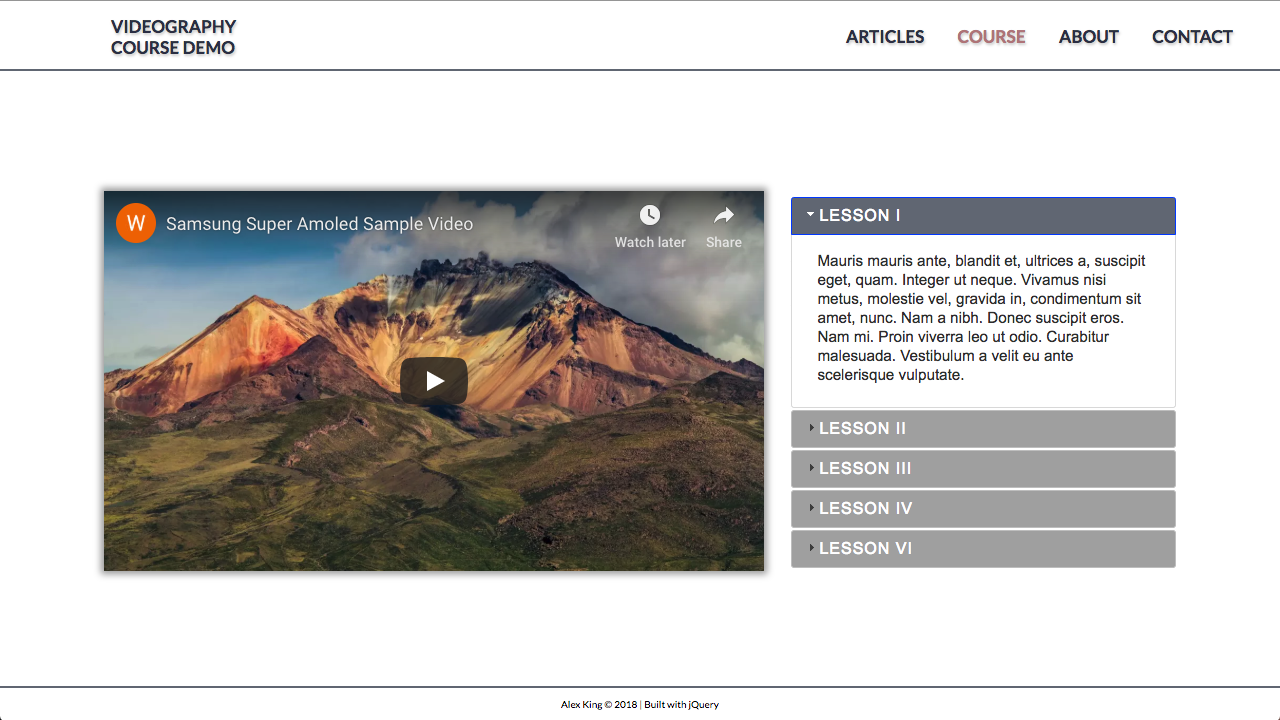 VIDEOGRAPHY
COURSE DEMO
ARTICLES COURSE ABOUT CONTACT
W Samsung Super Amoled Sample Video
Watch later Share
LESSON I
Mauris mauris ante, blandit et, ultrices a, suscipit
eget, quam. Integer ut neque. Vivamus nisi
metus, molestie vel, gravida in, condimentum sit
amet, nunc. Nam a nibh. Donec suscipit eros.
Nam mi. Proin viverra leo ut odio. Curabitur
malesuada. Vestibulum a velit eu ante
scelerisque vulputate.
LESSON II
LESSON III
LESSON IV
LESSON VI
Alex King © 2018 | Built with jQuery